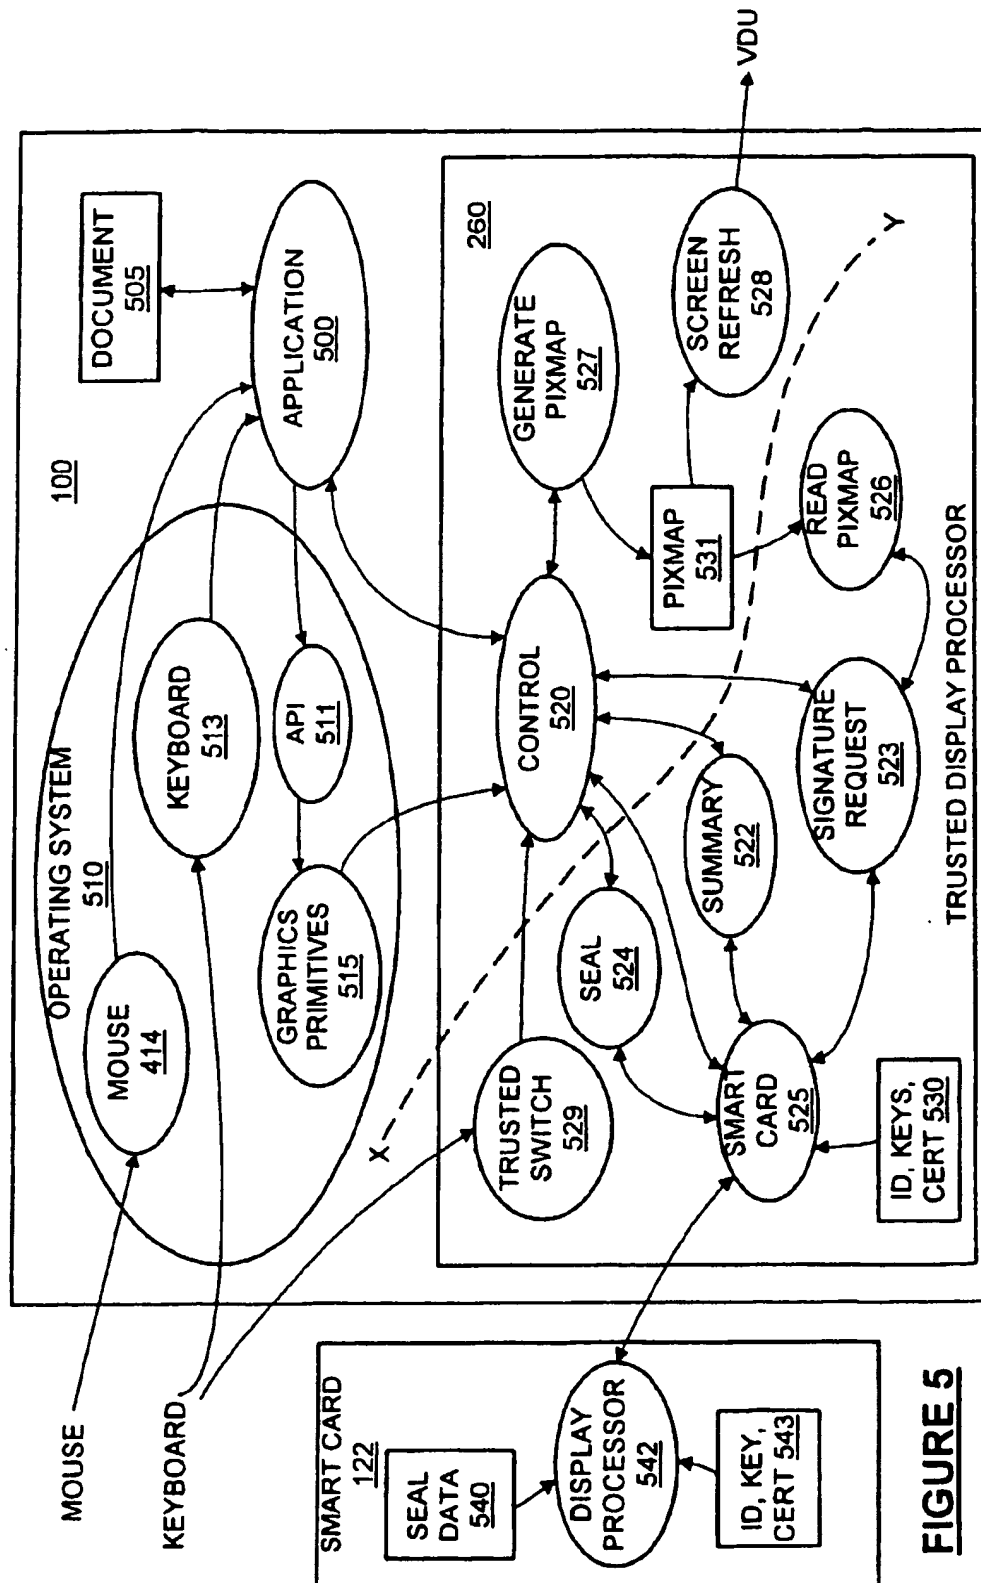 MOUSE
KEYBOARD
100
OPERATING SYSTEM
510
MOUSE
414
KEYBOARD
513
API
511
GRAPHICS
PRIMITIVES
515
DOCUMENT
505
APPLICATION
500
X
260
TRUSTED
SWITCH
529
CONTROL
520
GENERATE
PIXMAP
527
SEAL
524
PIXMAP
531
SCREEN
REFRESH
528
VDU
SUMMARY
522
SMART
CARD
525
SIGNATURE
REQUEST
523
READ
PIXMAP
526
Y
ID, KEYS,
CERT 530
TRUSTED DISPLAY PROCESSOR
SMART CARD
122
SEAL
DATA
540
DISPLAY
PROCESSOR
542
ID, KEY,
CERT 543
FIGURE 5